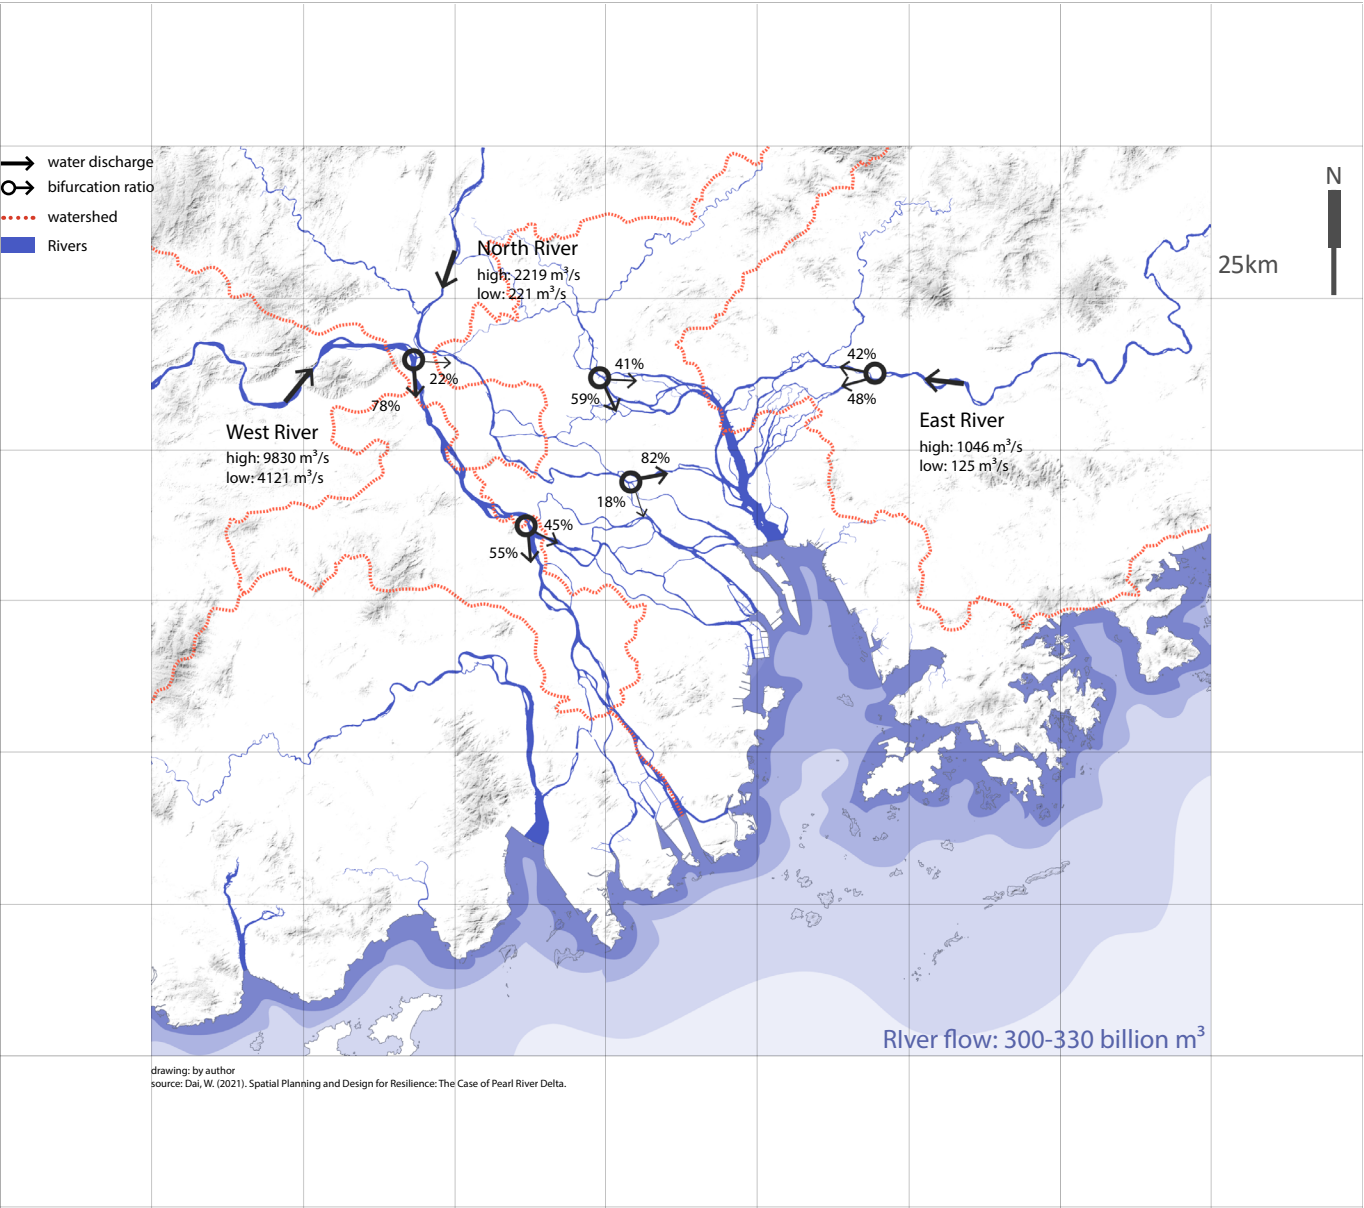 water discharge
bifurcation ratio
watershed
Rivers
N
25km
North River
high: 2219 m³/s
low: 221 m³/s
22%
78%
41%
59%
42%
48%
West River
high: 9830 m³/s
low: 4121 m³/s
East River
high: 1046 m³/s
low: 125 m³/s
82%
18%
45%
55%
RIver flow: 300-330 billion m³
drawing: by author
source: Dai, W. (2021). Spatial Planning and Design for Resilience: The Case of Pearl River Delta.